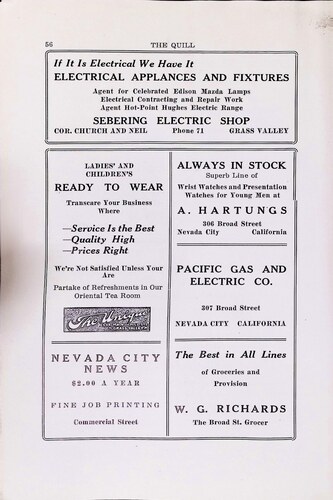 56
THE QUILL
If It Is Electrical We Have It
ELECTRICAL APPLANCES AND FIXTURES
Agent for Celebrated Edison Mazda Lamps
Electrical Contracting and Repair Work
Agent Hot-Point Hughes Electric Range
SEBERING ELECTRIC SHOP
COR. CHURCH AND NEIL Phone 71 GRASS VALLEY
LADIES' AND
CHILDREN'S
READY TO WEAR
Transcare Your Business
Where
—Service Is the Best
—Quality High
—Prices Right
We're Not Satisfied Unless Your
Are
Partake of Refreshments in Our
Oriental Tea Room
The Unique
NEVADA CITY
NEWS
$2.00 A YEAR
FINE JOB PRINTING
Commercial Street
ALWAYS IN STOCK
Superb Line of
Wrist Watches and Presentation
Watches for Young Men at
A. HARTUNGS
306 Broad Street
Nevada City California
PACIFIC GAS AND
ELECTRIC CO.
307 Broad Street
NEVADA CITY CALIFORNIA
The Best in All Lines
of Groceries and
Provision
W. G. RICHARDS
The Broad St. Grocer